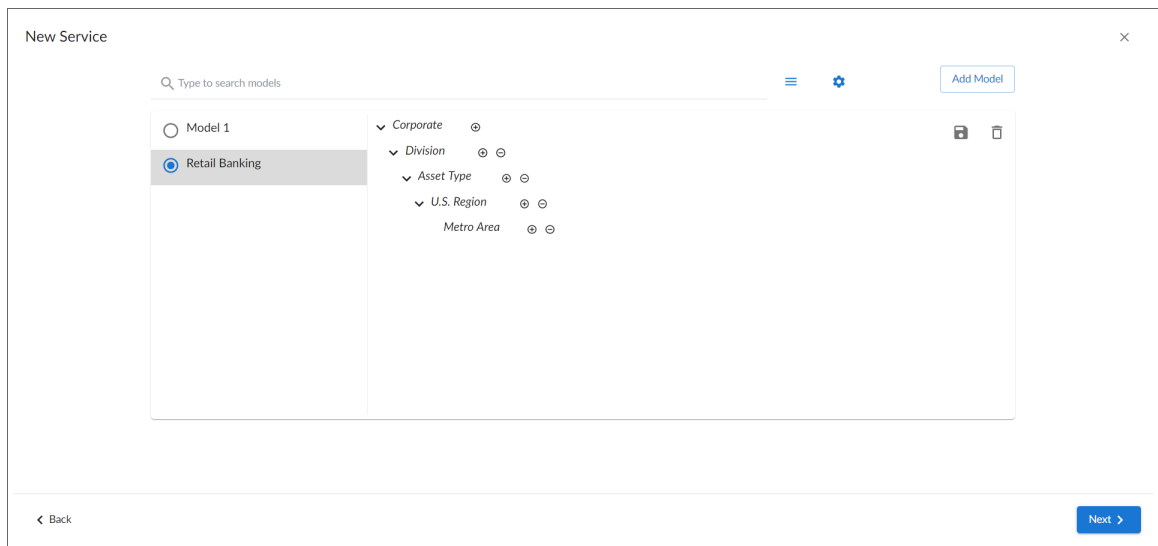 New Service
Type to search models
Add Model
Model 1
Retail Banking
Corporate
Division
Asset Type
U.S. Region
Metro Area
Back
Next